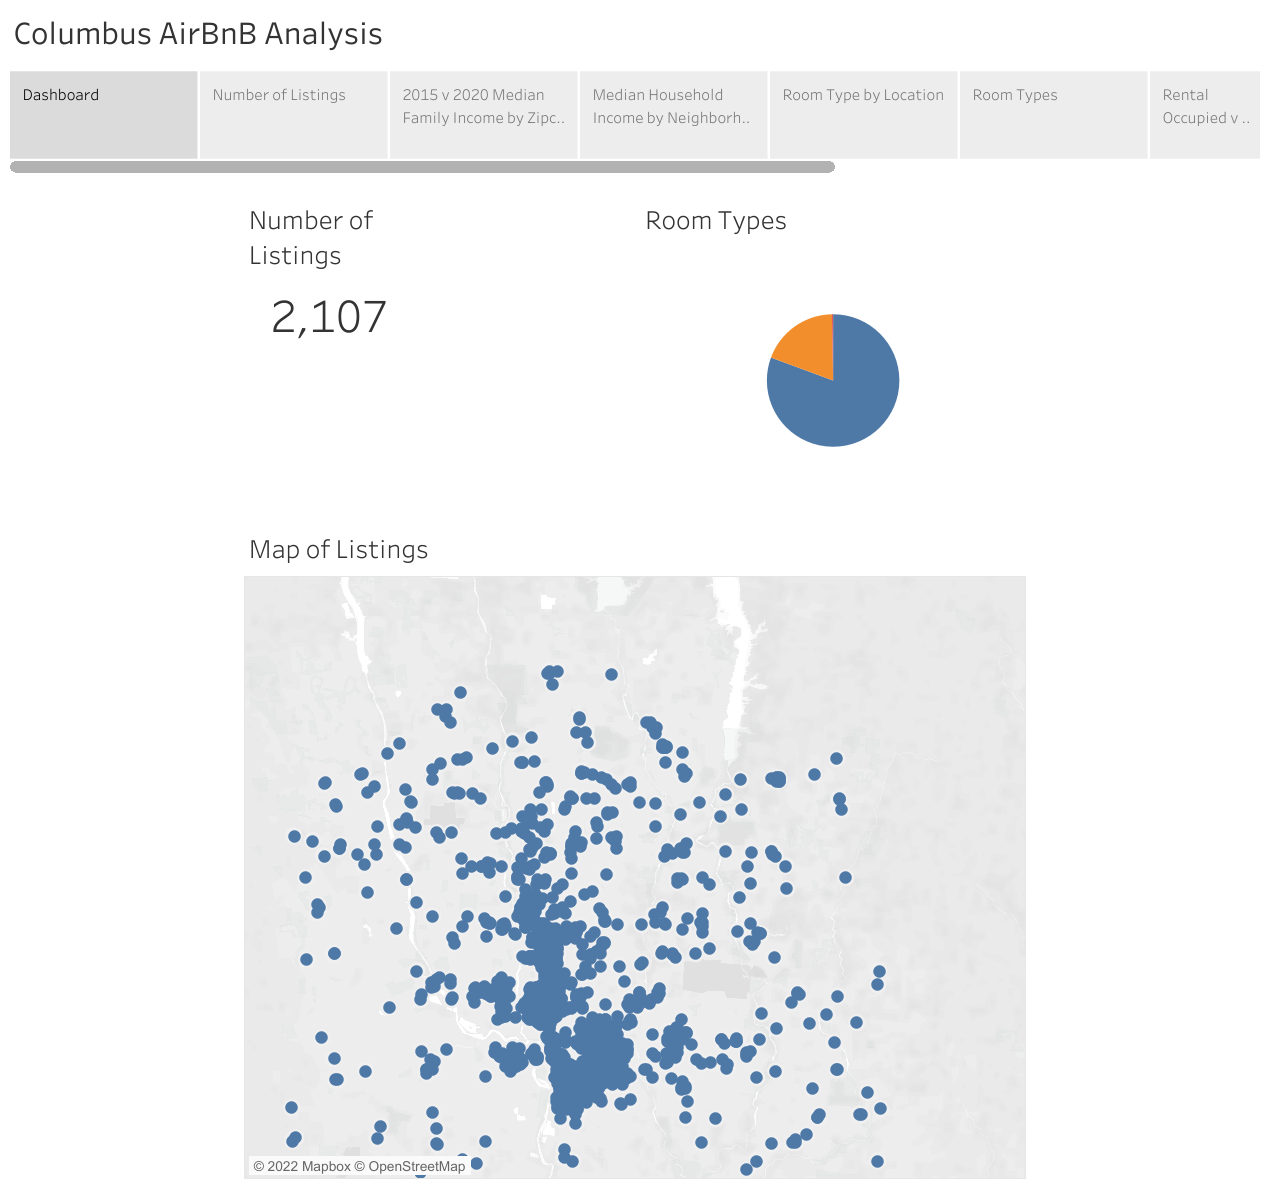 Columbus AirBnB Analysis
Dashboard
Number of Listings
2015 v 2020 Median
Family Income by Zipc..
Median Household
Income by Neighborh..
Room Type by Location
Room Types
Rental
Occupied v ..
Number of
Listings
2,107
Room Types
Map of Listings
© 2022 Mapbox © OpenStreetMap